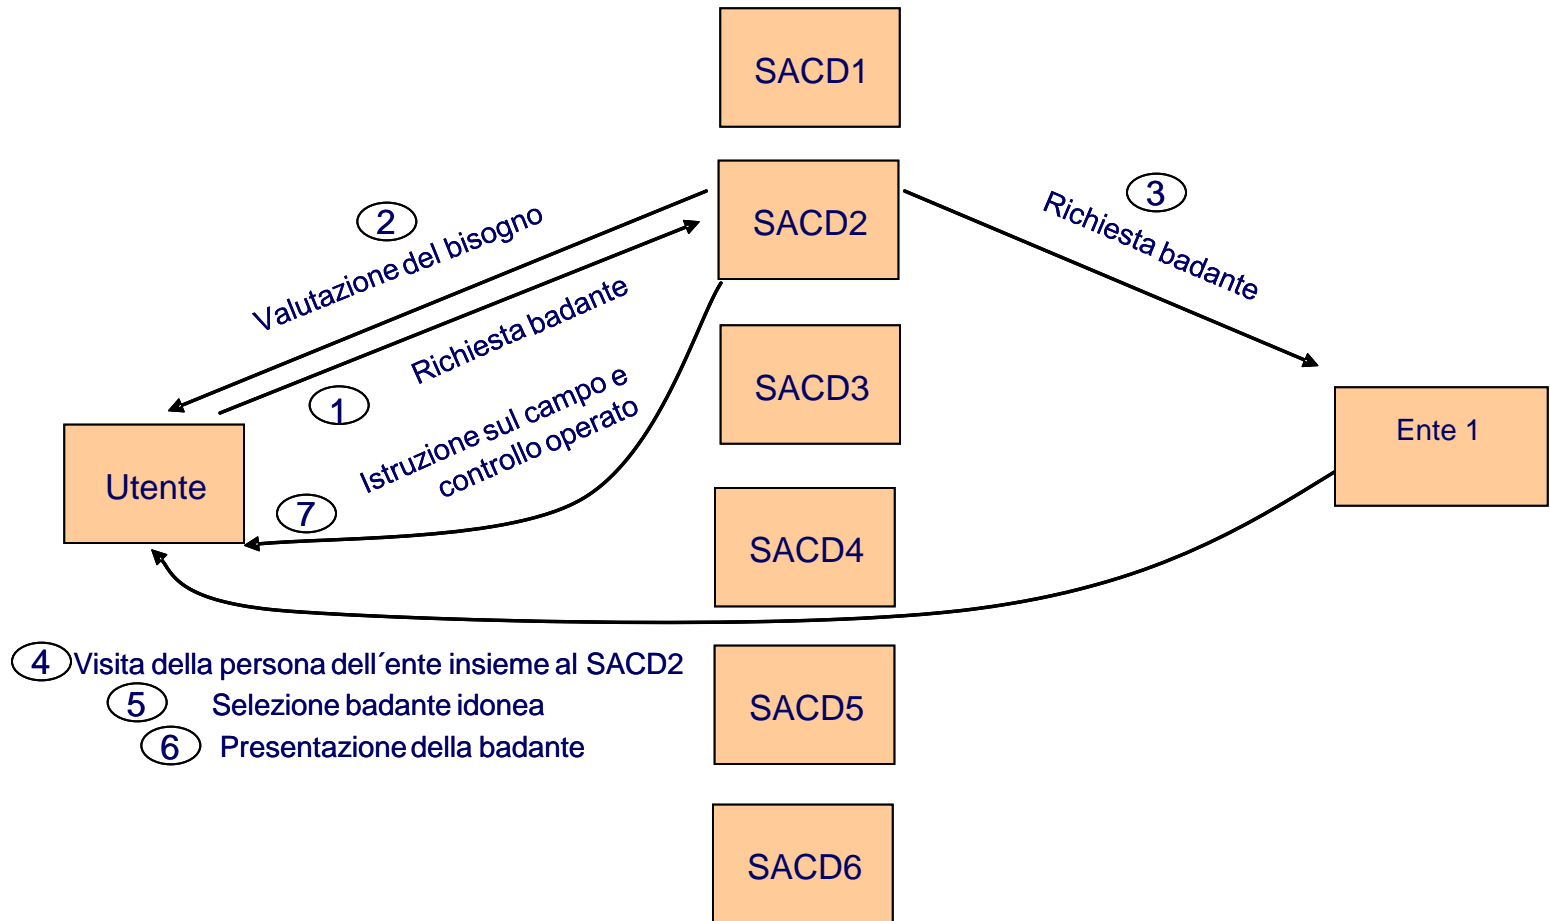 SACD1
SACD2
2
Valutazione del bisogno
3
Richiesta badante
Richiesta badante
1
SACD3
Istruzione sul campo e
controllo operato
7
Utente
Ente 1
SACD4
4 Visita della persona dell´ente insieme al SACD2
5 Selezione badante idonea
6 Presentazione della badante
SACD5
SACD6